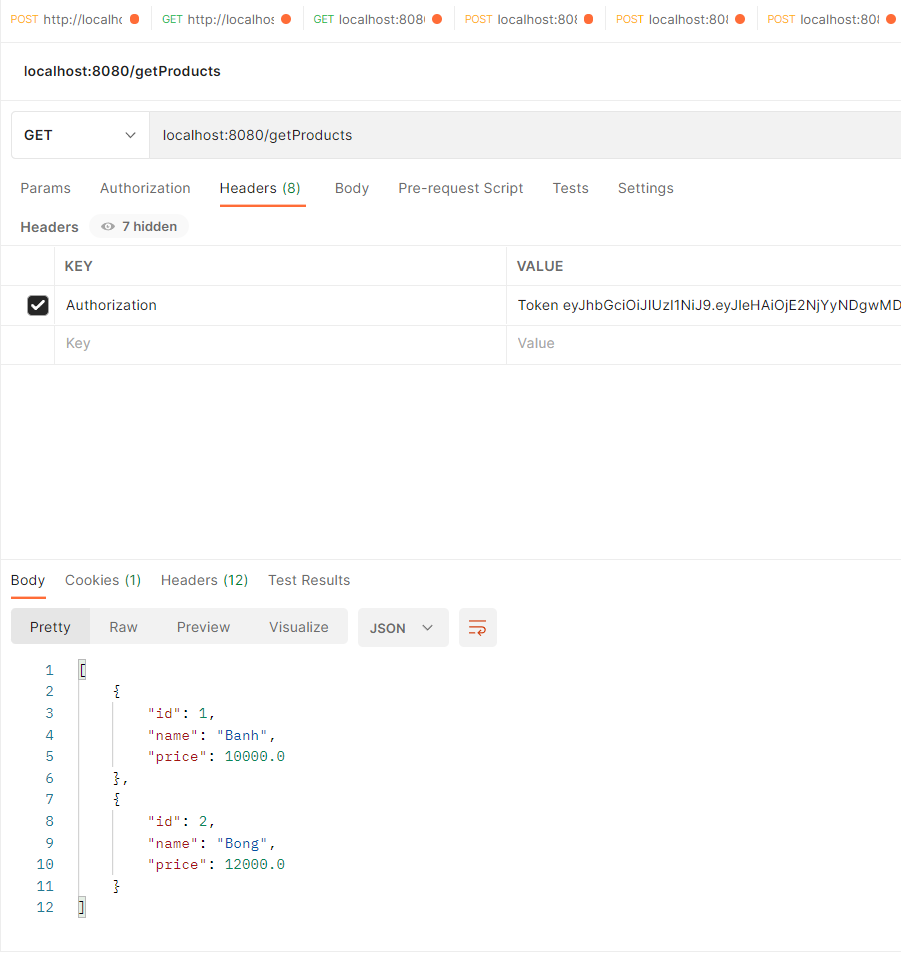 POST http://localho GET http://localhos GET localhost:808 POST localhost:808 POST localhost:808 POST localhost:808
localhost:8080/getProducts
GET localhost:8080/getProducts
Params Authorization Headers (8) Body Pre-request Script Tests Settings
Headers 7 hidden
KEY VALUE
Authorization Token eyJhbGciOiJIUzI1NiJ9.eyJleHAiOjE2NjYyNDgwMD
Key Value
Body Cookies (1) Headers (12) Test Results
Pretty Raw Preview Visualize JSON
1 [
2 {
3 "id": 1,
4 "name": "Banh",
5 "price": 10000.0
6 },
7 {
8 "id": 2,
9 "name": "Bong",
10 "price": 12000.0
11 }
12 ]